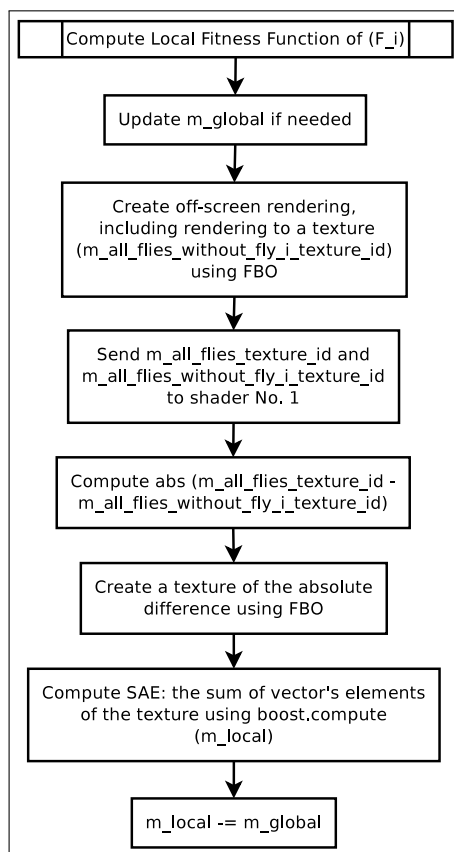 Compute Local Fitness Function of (F_i)
Update m_global if needed
Create off-screen rendering,
including rendering to a texture
(m_all_flies_without_fly_i_texture_id)
using FBO
Send m_all_flies_texture_id and
m_all_flies_without_fly_i_texture_id
to shader No. 1
Compute abs (m_all_flies_texture_id -
m_all_flies_without_fly_i_texture_id)
Create a texture of the absolute
difference using FBO
Compute SAE: the sum of vector's elements
of the texture using boost.compute
(m_local)
m_local -= m_global